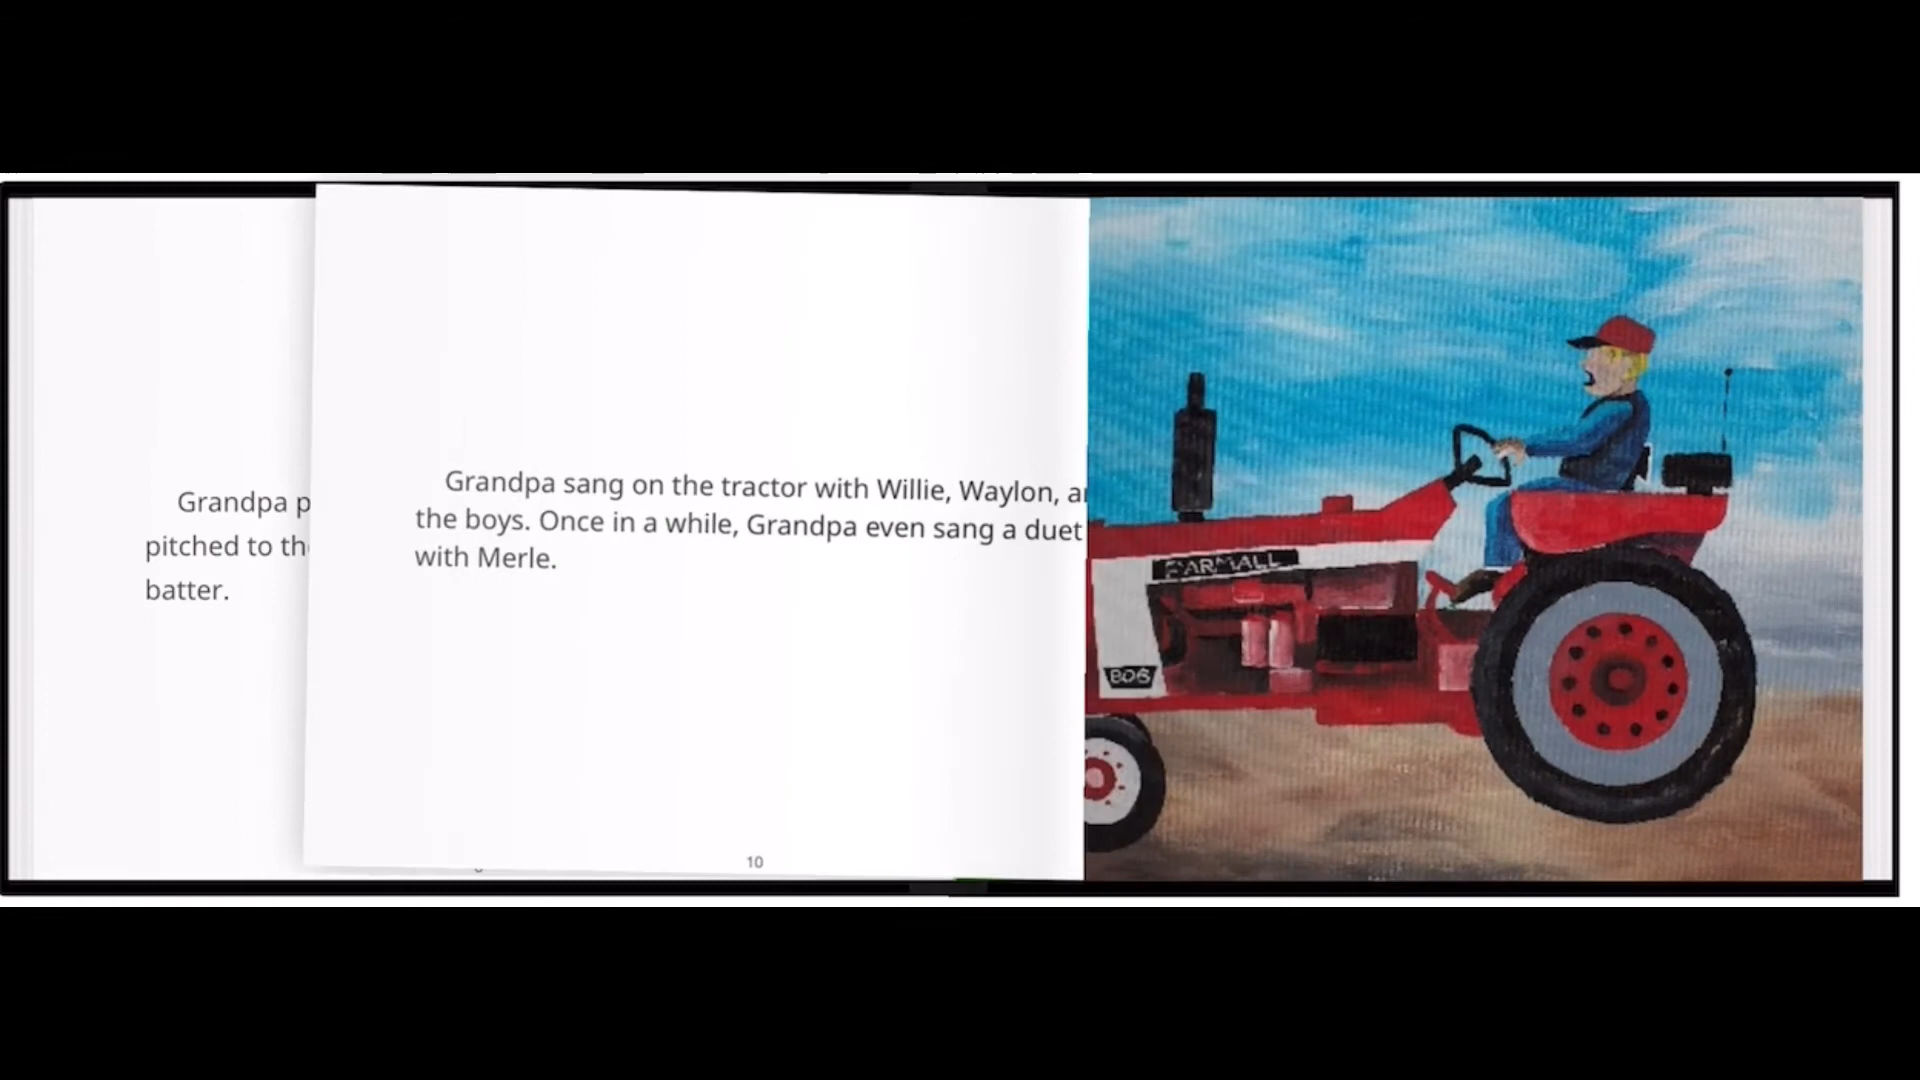 Grandpa
pitched to
batter.
Grandpa sang on the tractor with Willie, Waylon,
the boys. Once in a while, Grandpa even sang a duet
with Merle.
10
FARMALL
806